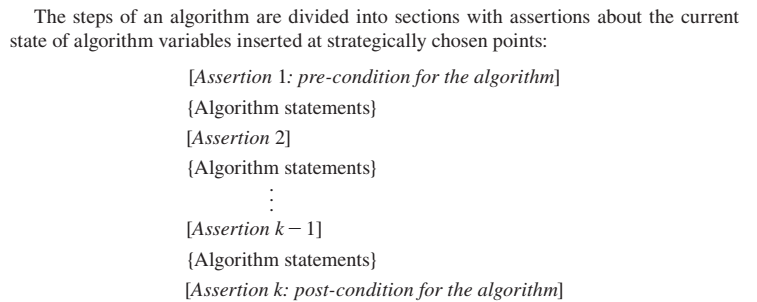 The steps of an algorithm are divided into sections with assertions about the current
state of algorithm variables inserted at strategically chosen points:
[Assertion 1: pre-condition for the algorithm]
{Algorithm statements}
[Assertion 2]
{Algorithm statements}
⋮
[Assertion k − 1]
{Algorithm statements}
[Assertion k: post-condition for the algorithm]